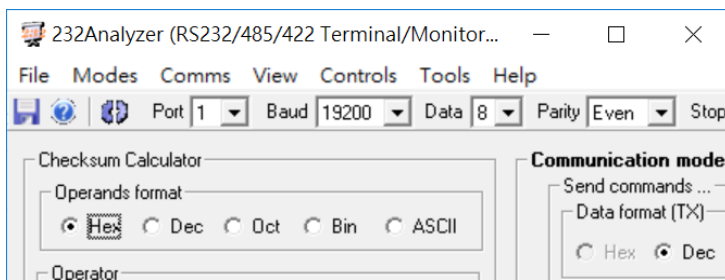 232Analyzer (RS232/485/422 Terminal/Monitor...
File Modes Comms View Controls Tools Help
Port 1 Baud 19200 Data 8 Parity Even Stop
Checksum Calculator
Communication mode
Operands format
Send commands ...
Data format (TX)
Hex Dec Oct Bin ASCII
Hex Dec
Operator